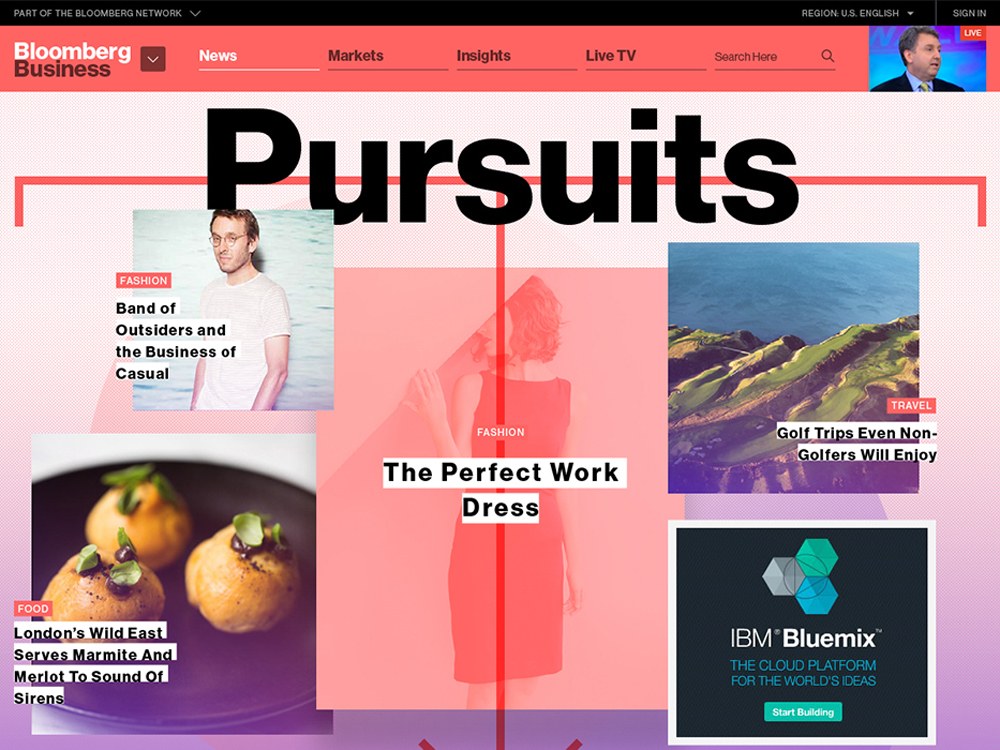 PART OF THE BLOOMBERG NETWORK
REGION: U.S. ENGLISH
SIGN IN
Bloomberg
Business
News
Markets
Insights
Live TV
Search Here
LIVE
Pursuits
FASHION
Band of
Outsiders and
the Business of
Casual
FASHION
The Perfect Work
Dress
TRAVEL
Golf Trips Even Non-
Golfers Will Enjoy
FOOD
London's Wild East
Serves Marmite And
Merlot To Sound Of
Sirens
IBM® Bluemix™
THE CLOUD PLATFORM
FOR THE WORLD'S IDEAS
Start Building